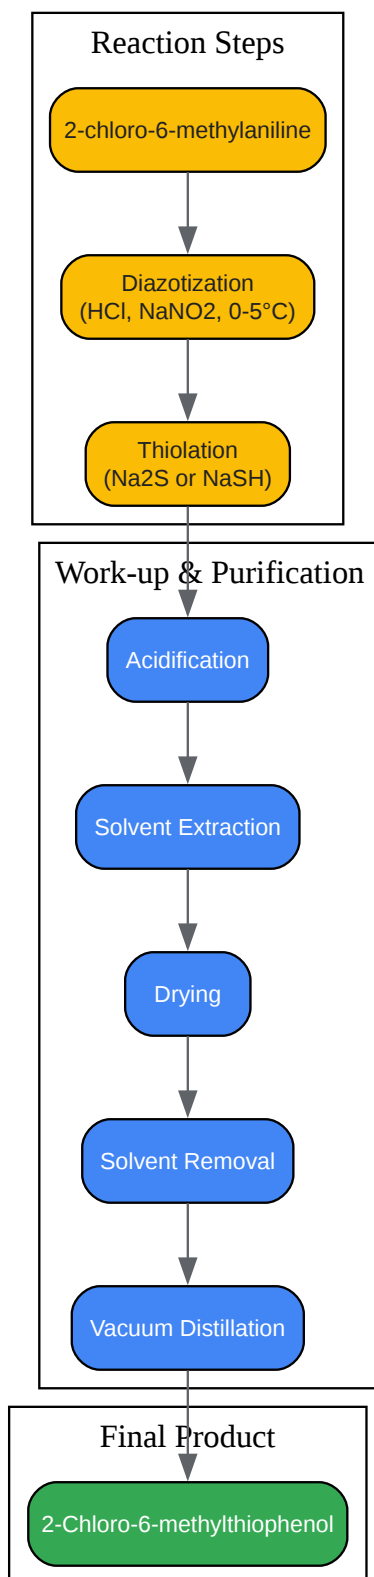 Reaction Steps
2-chloro-6-methylaniline
Diazotization
(HCl, NaNO2, 0-5°C)
Thiolation
(Na2S or NaSH)
Work-up & Purification
Acidification
Solvent Extraction
Drying
Solvent Removal
Vacuum Distillation
Final Product
2-Chloro-6-methylthiophenol